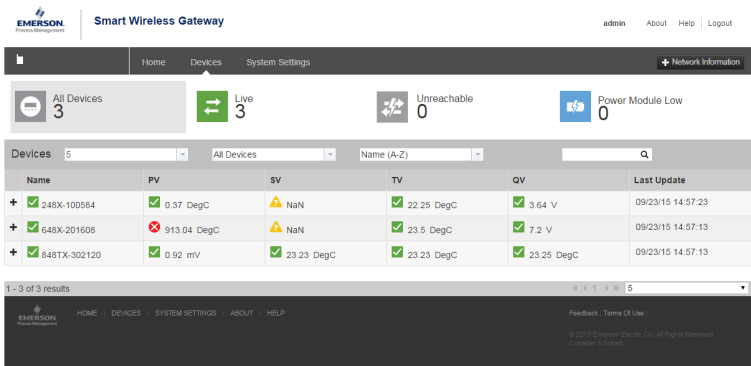 EMERSON.
Process Management
Smart Wireless Gateway
admin About Help Logout
Home Devices System Settings
+ Network Information
All Devices
3
Live
3
Unreachable
0
Power Module Low
0
Devices 5 All Devices Name (A-Z)
Name PV SV TV QV Last Update
+ 248X-100584 0.37 DegC NaN 22.25 DegC 3.64 V 09/23/15 14:57:23
+ 648X-201608 913.04 DegC NaN 23.5 DegC 7.2 V 09/23/15 14:57:13
+ 848TX-302120 0.92 mV 23.23 DegC 23.23 DegC 23.25 DegC 09/23/15 14:57:13
1 - 3 of 3 results
1
5
EMERSON.
Process Management
HOME | DEVICES | SYSTEM SETTINGS | ABOUT | HELP
Feedback | Terms Of Use |
© 2015 Emerson Electric Co. All Rights Reserved.
Consider It Solved.